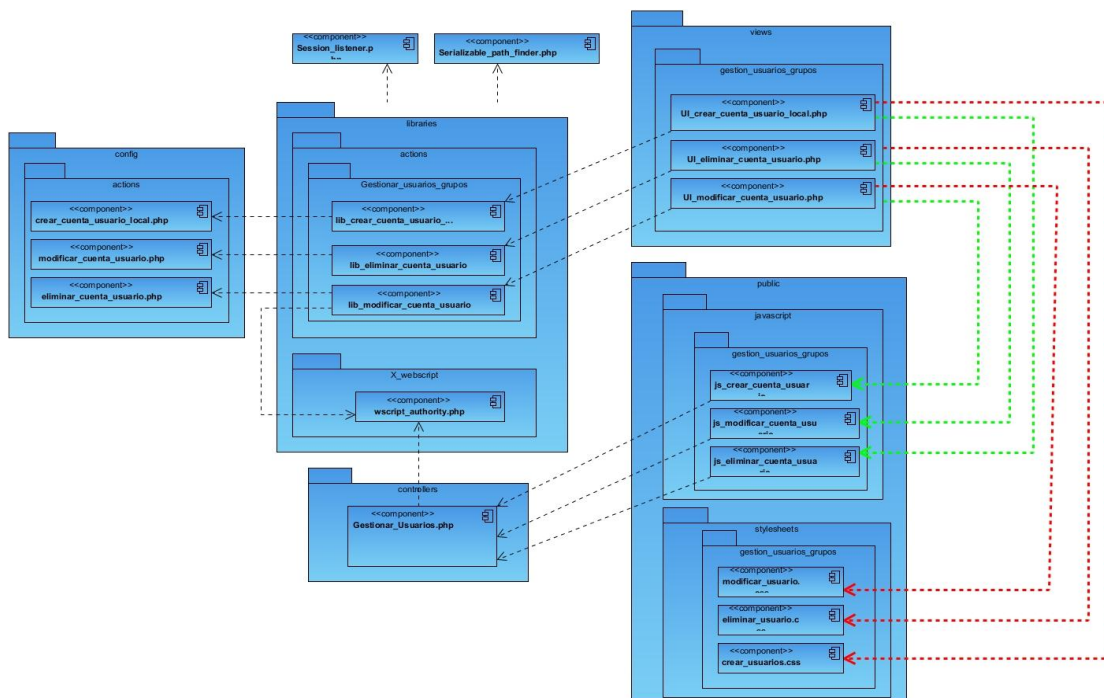 <<component>>
Session_listener.p
<<component>>
Serializable_path_finder.php
views
gestion_usuarios_grupos
<<component>>
UI_crear_cuenta_usuario_local.php
<<component>>
UI_eliminar_cuenta_usuario.php
<<component>>
UI_modificar_cuenta_usuario.php
libraries
actions
Gestionar_usuarios_grupos
<<component>>
lib_crear_cuenta_usuario_...
<<component>>
lib_eliminar_cuenta_usuario
<<component>>
lib_modificar_cuenta_usuario
X_webscript
<<component>>
wscript_authority.php
config
actions
<<component>>
crear_cuenta_usuario_local.php
<<component>>
modificar_cuenta_usuario.php
<<component>>
eliminar_cuenta_usuario.php
controllers
<<component>>
Gestionar_Usuarios.php
public
javascript
gestion_usuarios_grupos
<<component>>
js_crear_cuenta_usuar
<<component>>
js_modificar_cuenta_usu
<<component>>
js_eliminar_cuenta_usua
stylesheets
gestion_usuarios_grupos
<<component>>
modificar_usuario.
<<component>>
eliminar_usuario.c
<<component>>
crear_usuarios.css